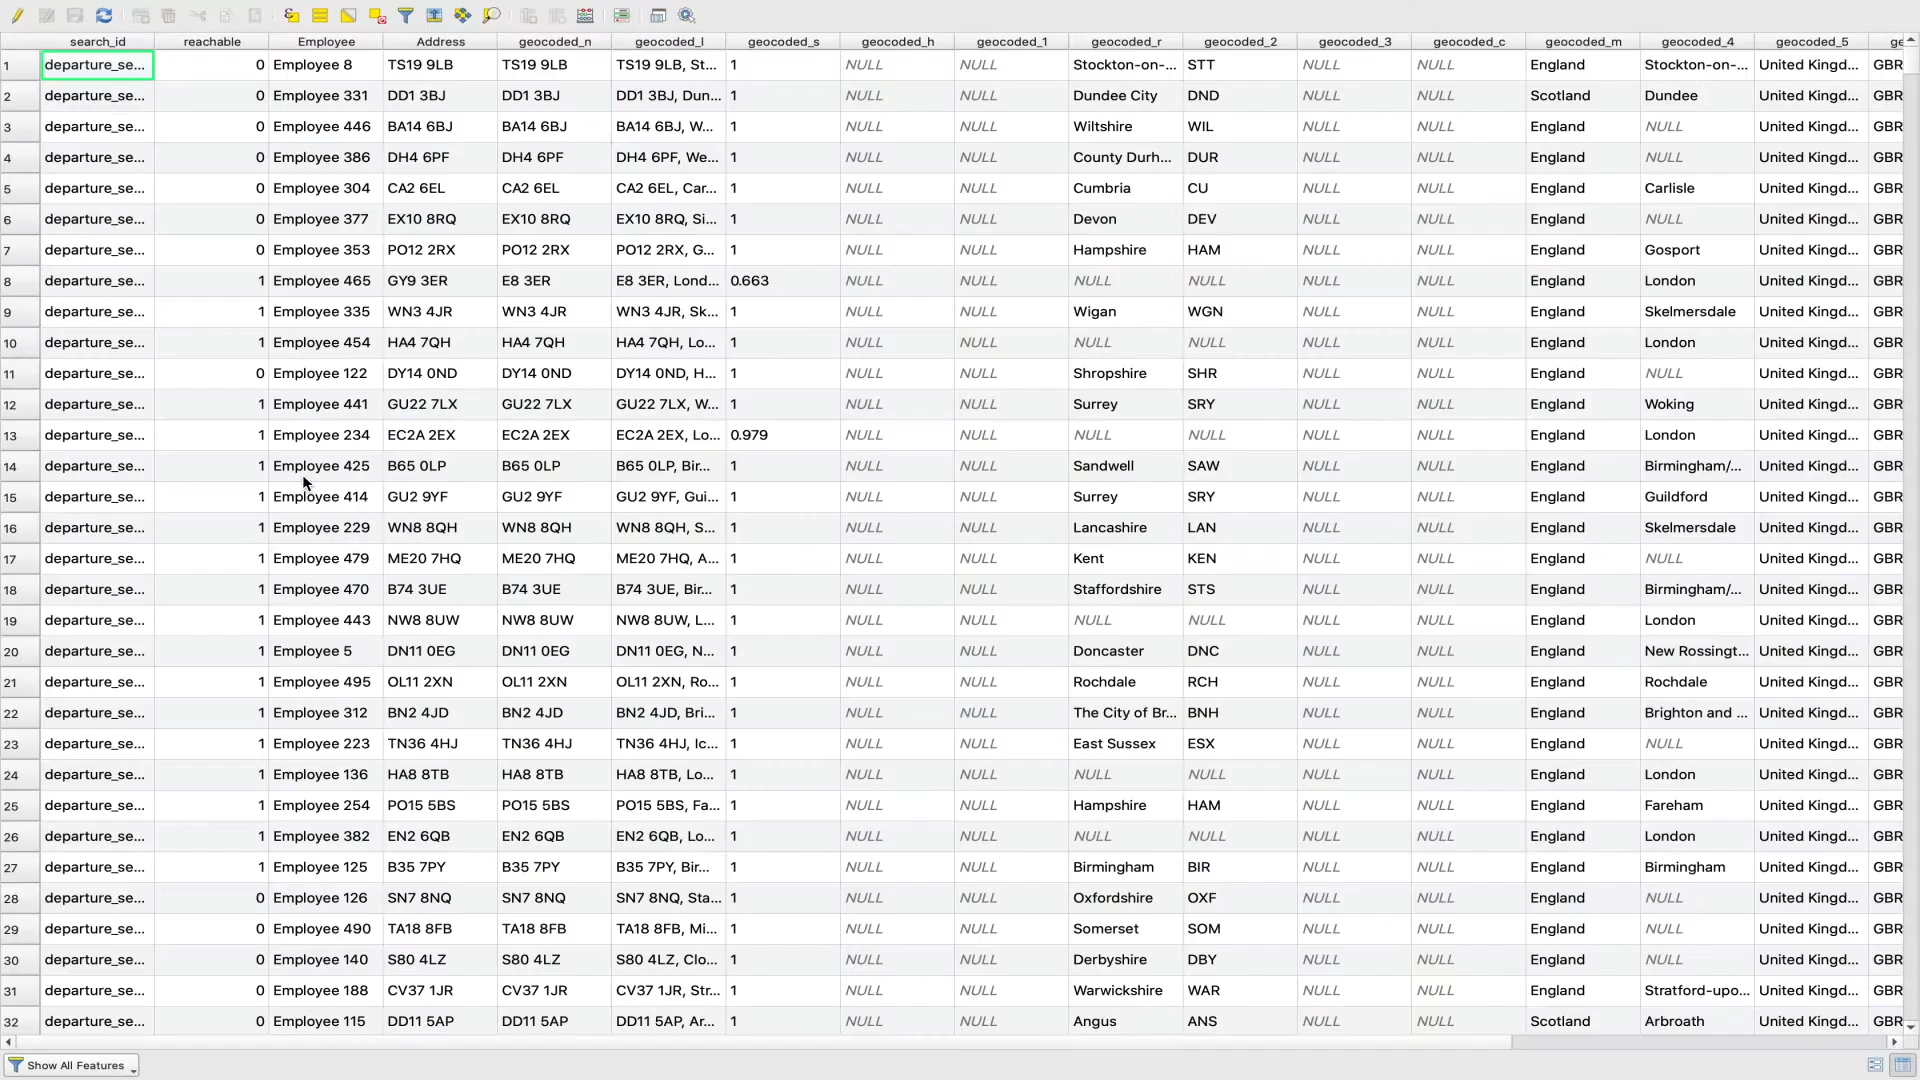 search_id reachable Employee Address geocoded_n geocoded_l geocoded_s geocoded_h geocoded_1 geocoded_r geocoded_2 geocoded_3 geocoded_c geocoded_m geocoded_4 geocoded_5 ge
1 departure_se... 0 Employee 8 TS19 9LB TS19 9LB TS19 9LB, St... 1 NULL NULL Stockton-on-... STT NULL NULL England Stockton-on-... United Kingd... GBR
2 departure_se... 0 Employee 331 DD1 3BJ DD1 3BJ DD1 3BJ, Dun... 1 NULL NULL Dundee City DND NULL NULL Scotland Dundee United Kingd... GBR
3 departure_se... 0 Employee 446 BA14 6BJ BA14 6BJ BA14 6BJ, W... 1 NULL NULL Wiltshire WIL NULL NULL England NULL United Kingd... GBR
4 departure_se... 0 Employee 386 DH4 6PF DH4 6PF DH4 6PF, We... 1 NULL NULL County Durh... DUR NULL NULL England NULL United Kingd... GBR
5 departure_se... 0 Employee 304 CA2 6EL CA2 6EL CA2 6EL, Car... 1 NULL NULL Cumbria CU NULL NULL England Carlisle United Kingd... GBR
6 departure_se... 0 Employee 377 EX10 8RQ EX10 8RQ EX10 8RQ, Si... 1 NULL NULL Devon DEV NULL NULL England NULL United Kingd... GBR
7 departure_se... 0 Employee 353 PO12 2RX PO12 2RX PO12 2RX, G... 1 NULL NULL Hampshire HAM NULL NULL England Gosport United Kingd... GBR
8 departure_se... 1 Employee 465 GY9 3ER E8 3ER E8 3ER, Lond... 0.663 NULL NULL NULL NULL NULL NULL England London United Kingd... GBR
9 departure_se... 1 Employee 335 WN3 4JR WN3 4JR WN3 4JR, Sk... 1 NULL NULL Wigan WGN NULL NULL England Skelmersdale United Kingd... GBR
10 departure_se... 1 Employee 454 HA4 7QH HA4 7QH HA4 7QH, Lo... 1 NULL NULL NULL NULL NULL NULL England London United Kingd... GBR
11 departure_se... 0 Employee 122 DY14 0ND DY14 0ND DY14 0ND, H... 1 NULL NULL Shropshire SHR NULL NULL England NULL United Kingd... GBR
12 departure_se... 1 Employee 441 GU22 7LX GU22 7LX GU22 7LX, W... 1 NULL NULL Surrey SRY NULL NULL England Woking United Kingd... GBR
13 departure_se... 1 Employee 234 EC2A 2EX EC2A 2EX EC2A 2EX, Lo... 0.979 NULL NULL NULL NULL NULL NULL England London United Kingd... GBR
14 departure_se... 1 Employee 425 B65 0LP B65 0LP B65 0LP, Bir... 1 NULL NULL Sandwell SAW NULL NULL England Birmingham/... United Kingd... GBR
15 departure_se... 1 Employee 414 GU2 9YF GU2 9YF GU2 9YF, Gui... 1 NULL NULL Surrey SRY NULL NULL England Guildford United Kingd... GBR
16 departure_se... 1 Employee 229 WN8 8QH WN8 8QH WN8 8QH, S... 1 NULL NULL Lancashire LAN NULL NULL England Skelmersdale United Kingd... GBR
17 departure_se... 1 Employee 479 ME20 7HQ ME20 7HQ ME20 7HQ, A... 1 NULL NULL Kent KEN NULL NULL England NULL United Kingd... GBR
18 departure_se... 1 Employee 470 B74 3UE B74 3UE B74 3UE, Bir... 1 NULL NULL Staffordshire STS NULL NULL England Birmingham/... United Kingd... GBR
19 departure_se... 1 Employee 443 NW8 8UW NW8 8UW NW8 8UW, L... 1 NULL NULL NULL NULL NULL NULL England London United Kingd... GBR
20 departure_se... 1 Employee 5 DN11 0EG DN11 0EG DN11 0EG, N... 1 NULL NULL Doncaster DNC NULL NULL England New Rossingt... United Kingd... GBR
21 departure_se... 1 Employee 495 OL11 2XN OL11 2XN OL11 2XN, Ro... 1 NULL NULL Rochdale RCH NULL NULL England Rochdale United Kingd... GBR
22 departure_se... 1 Employee 312 BN2 4JD BN2 4JD BN2 4JD, Bri... 1 NULL NULL The City of Br... BNH NULL NULL England Brighton and ... United Kingd... GBR
23 departure_se... 1 Employee 223 TN36 4HJ TN36 4HJ TN36 4HJ, Ic... 1 NULL NULL East Sussex ESX NULL NULL England NULL United Kingd... GBR
24 departure_se... 1 Employee 136 HA8 8TB HA8 8TB HA8 8TB, Lo... 1 NULL NULL NULL NULL NULL NULL England London United Kingd... GBR
25 departure_se... 1 Employee 254 PO15 5BS PO15 5BS PO15 5BS, Fa... 1 NULL NULL Hampshire HAM NULL NULL England Fareham United Kingd... GBR
26 departure_se... 1 Employee 382 EN2 6QB EN2 6QB EN2 6QB, Lo... 1 NULL NULL NULL NULL NULL NULL England London United Kingd... GBR
27 departure_se... 1 Employee 125 B35 7PY B35 7PY B35 7PY, Bir... 1 NULL NULL Birmingham BIR NULL NULL England Birmingham United Kingd... GBR
28 departure_se... 0 Employee 126 SN7 8NQ SN7 8NQ SN7 8NQ, Sta... 1 NULL NULL Oxfordshire OXF NULL NULL England NULL United Kingd... GBR
29 departure_se... 0 Employee 490 TA18 8FB TA18 8FB TA18 8FB, Mi... 1 NULL NULL Somerset SOM NULL NULL England NULL United Kingd... GBR
30 departure_se... 0 Employee 140 S80 4LZ S80 4LZ S80 4LZ, Clo... 1 NULL NULL Derbyshire DBY NULL NULL England NULL United Kingd... GBR
31 departure_se... 0 Employee 188 CV37 1JR CV37 1JR CV37 1JR, Str... 1 NULL NULL Warwickshire WAR NULL NULL England Stratford-upo... United Kingd... GBR
32 departure_se... 0 Employee 115 DD11 5AP DD11 5AP DD11 5AP, Ar... 1 NULL NULL Angus ANS NULL NULL Scotland Arbroath United Kingd... GBR
Show All Features